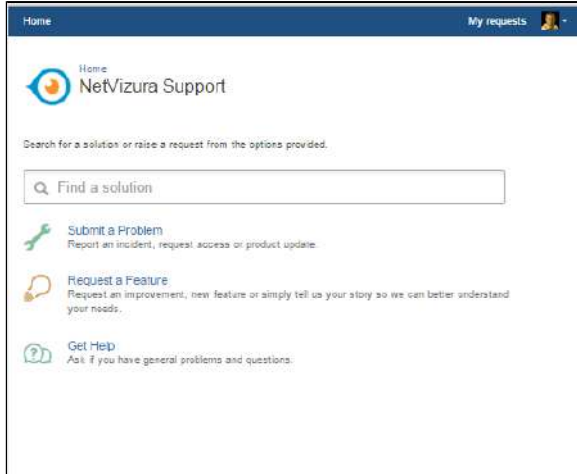 Home My requests
Home
NetVizura Support
Search for a solution or raise a request from the options provided.
Find a solution
Submit a Problem
Report an incident, request access or product update.
Request a Feature
Request an improvement, new feature or simply tell us your story so we can better understand
your needs.
Get Help
Ask if you have general problems and questions.